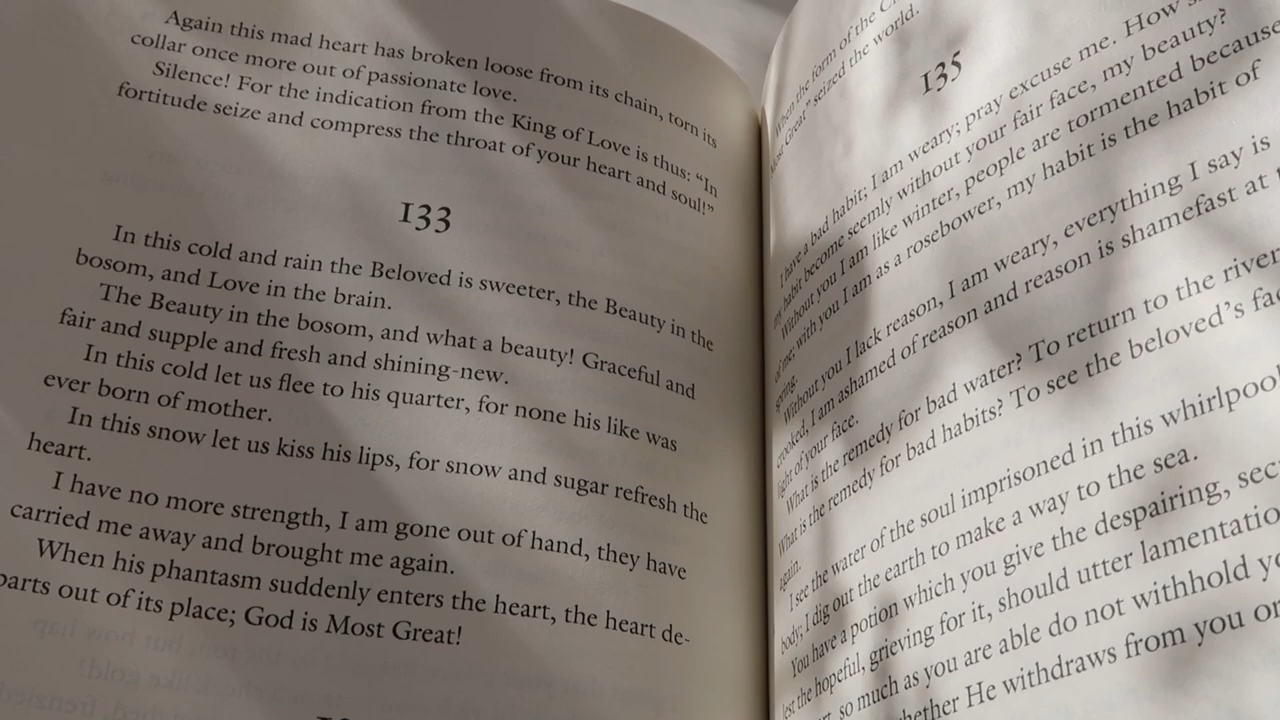 Again this mad heart has broken loose from its chain, torn its
collar once more out of passionate love.
Silence! For the indication from the King of Love is thus: “In
fortitude seize and compress the throat of your heart and soul!”
133
In this cold and rain the Beloved is sweeter, the Beauty in the
bosom, and Love in the brain.
The Beauty in the bosom, and what a beauty! Graceful and
fair and supple and fresh and shining-new.
In this cold let us flee to his quarter, for none his like was
ever born of mother.
In this snow let us kiss his lips, for snow and sugar refresh the
heart.
I have no more strength, I am gone out of hand, they have
carried me away and brought me again.
When his phantasm suddenly enters the heart, the heart de-
parts out of its place; God is Most Great!
When the form of the
Most Great” seized the world.
135
I have a bad habit; I am weary; pray excuse me. How
my habit become seemly without your fair face, my beauty?
Without you I am like winter, people are tormented because
of me; with you I am as a rosebower, my habit is the habit of
spring.
Without you I lack reason, I am weary, everything I say is
crooked, I am ashamed of reason and reason is shamefast at
light of your face.
What is the remedy for bad water? To return to the river
What is the remedy for bad habits? To see the beloved’s
again.
I see the water of the soul imprisoned in this whirlpool
body; I dig out the earth to make a way to the sea.
You have a potion which you give the despairing,
lest the hopeful, grieving for it, should utter
so much as you are able do not withhold
He withdraws from you